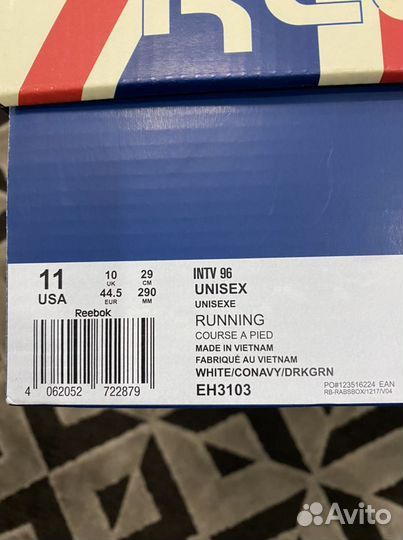 11 10 29 INTV 96
UK CM UNISEX
USA 44.5 290 UNISEXE
EUR MM
Reebok RUNNING
COURSE A PIED
MADE IN VIETNAM
FABRIQUÉ AU VIETNAM
WHITE/CONAVY/DRKGRN
4 062052 722879 EH3103
PO#123516224 EAN
RB-RABSBOX/1217/V04
Avito